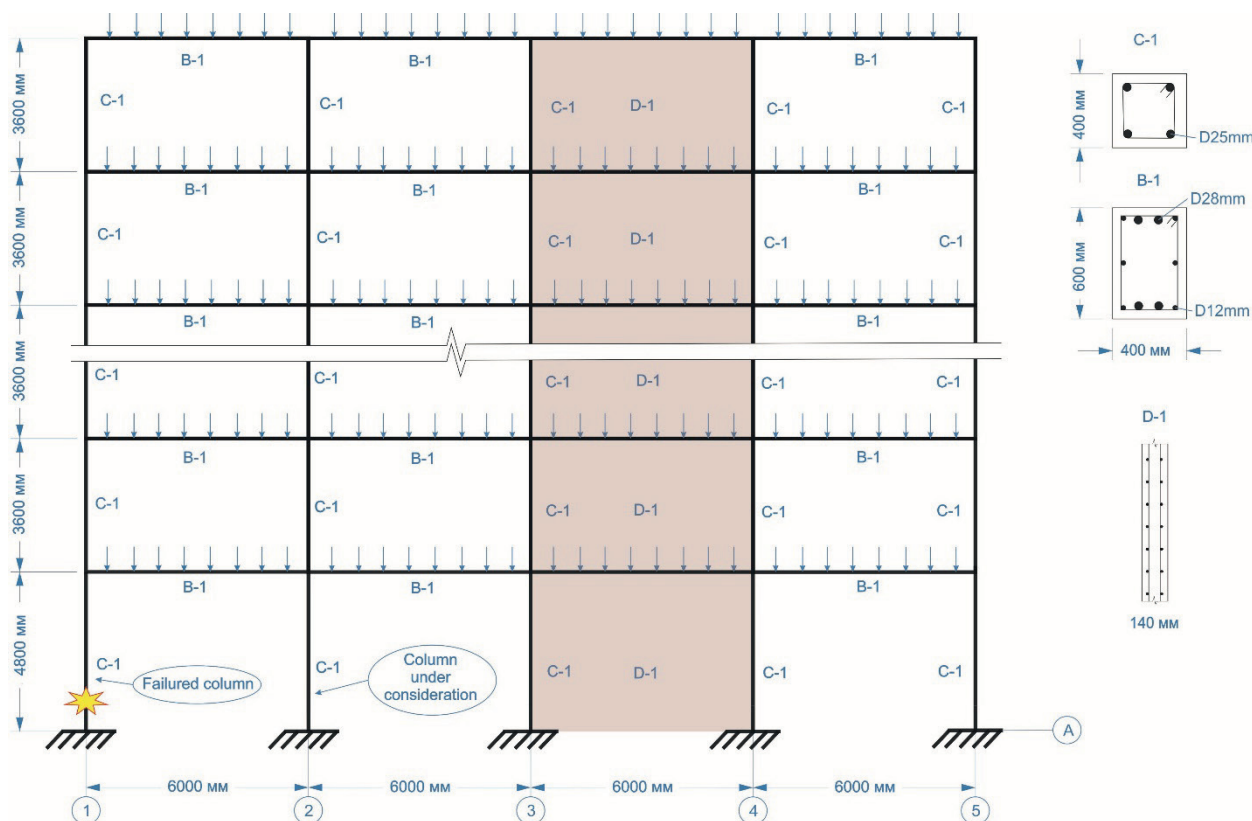 B-1
B-1
B-1
C-1
C-1
C-1
D-1
C-1
C-1
3600 мм
B-1
B-1
B-1
C-1
C-1
C-1
D-1
C-1
C-1
3600 мм
B-1
B-1
B-1
C-1
C-1
C-1
D-1
C-1
C-1
3600 мм
B-1
B-1
B-1
C-1
C-1
C-1
D-1
C-1
C-1
3600 мм
B-1
B-1
B-1
C-1
C-1
C-1
D-1
C-1
C-1
4800 мм
Failured column
Column
under
consideration
A
6000 мм
6000 мм
6000 мм
6000 мм
1
2
3
4
5
C-1
400 мм
D25mm
B-1
D28mm
600 мм
D12mm
400 мм
D-1
140 мм